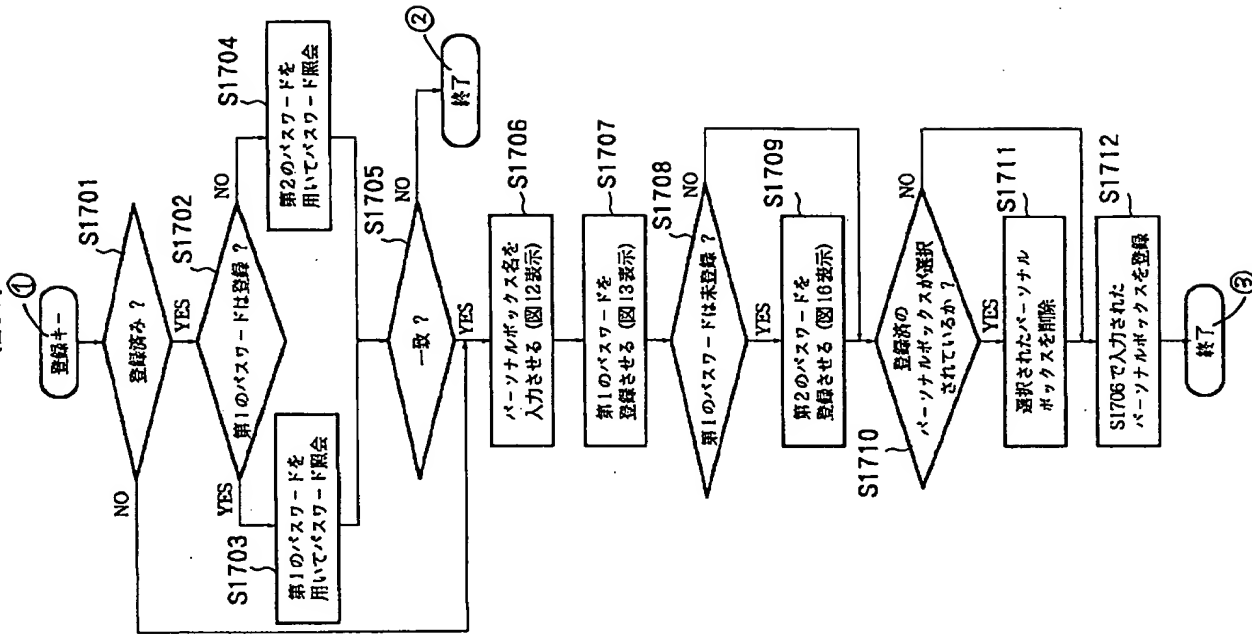 ①
登録キー
S1701
登録済み？
NO
YES
S1702
第1のパスワードは登録？
YES
NO
S1703
第1のパスワードを
用いてパスワード照会
S1704
第2のパスワードを
用いてパスワード照会
S1705
一致？
NO
YES
②
終了
S1706
パーソナルボックス名を
入力させる（図12表示）
S1707
第1のパスワードを
登録させる（図13表示）
S1708
第1のパスワードは未登録？
NO
YES
S1709
第2のパスワードを
登録させる（図16表示）
S1710
登録済の
パーソナルボックスが選択
されているか？
NO
YES
S1711
選択されたパーソナル
ボックスを削除
S1712
S1706で入力された
パーソナルボックスを登録
終了
③